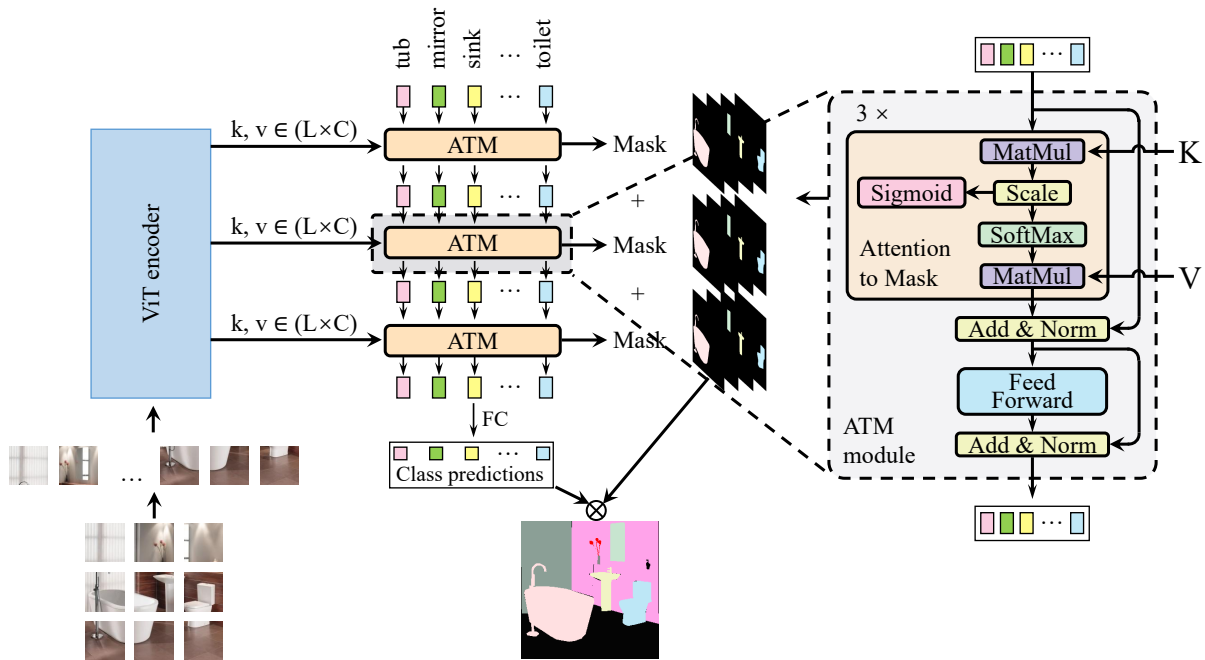 tub
mirror
sink
...
toilet
ViT encoder
k, v ∈ (L×C)
ATM
Mask
+
k, v ∈ (L×C)
ATM
Mask
+
k, v ∈ (L×C)
ATM
Mask
...
...
...
FC
...
Class predictions
...
...
3 ×
MatMul
K
Sigmoid
Scale
SoftMax
Attention
to Mask
MatMul
V
Add & Norm
Feed
Forward
ATM
module
Add & Norm
...
...